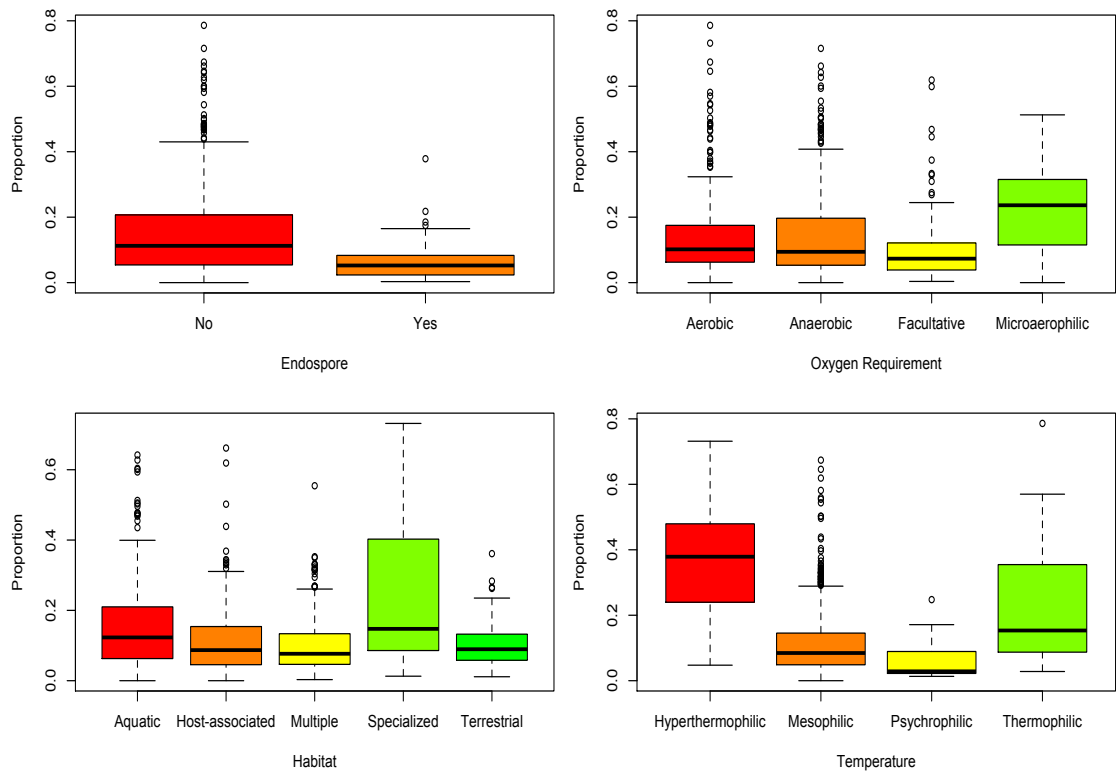 0.8
0.6
0.4
0.2
0.0
Proportion
No Yes
Endospore
0.8
0.6
0.4
0.2
0.0
Proportion
Aerobic Anaerobic Facultative Microaerophilic
Oxygen Requirement
0.6
0.4
0.2
0.0
Proportion
Aquatic Host-associated Multiple Specialized Terrestrial
Habitat
0.8
0.6
0.4
0.2
0.0
Proportion
Hyperthermophilic Mesophilic Psychrophilic Thermophilic
Temperature